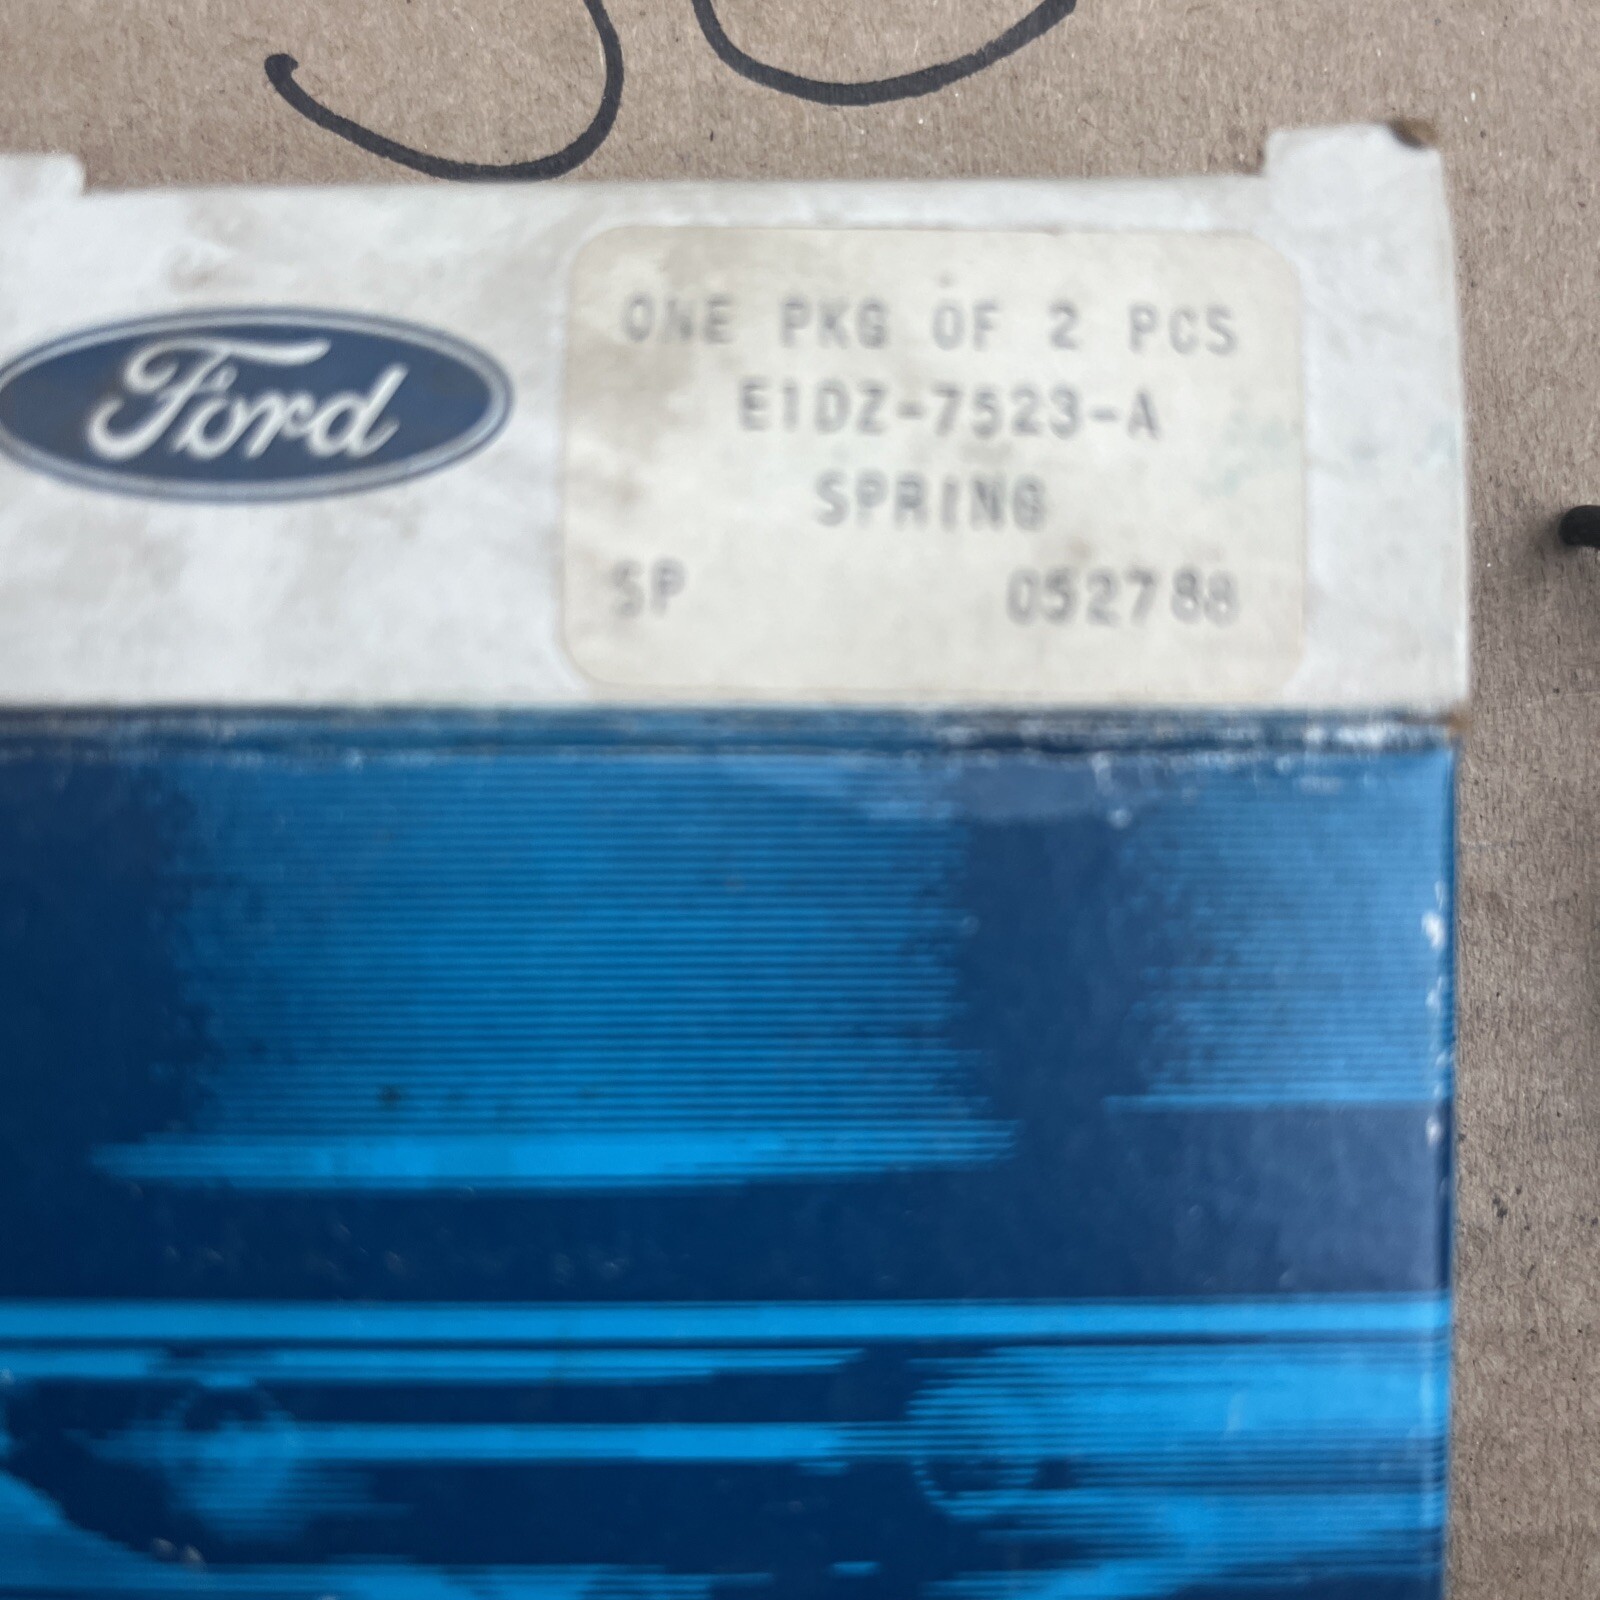 Ford
ONE PKG OF 2 PCS
E1DZ-7523-A
SPRING
SP 052788